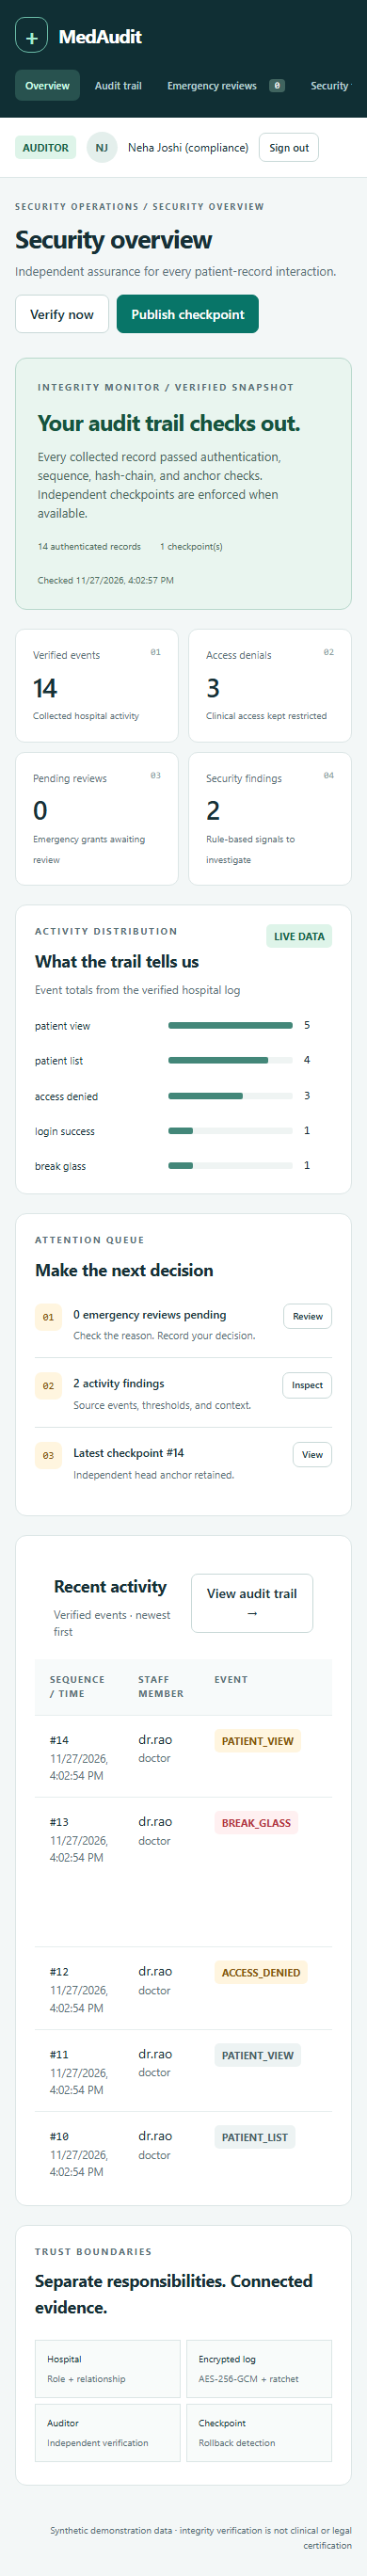 + MedAudit
Overview Audit trail Emergency reviews 0 Security
AUDITOR NJ Neha Joshi (compliance) Sign out
SECURITY OPERATIONS / SECURITY OVERVIEW
Security overview
Independent assurance for every patient-record interaction.
Verify now Publish checkpoint
INTEGRITY MONITOR / VERIFIED SNAPSHOT
Your audit trail checks out.
Every collected record passed authentication,
sequence, hash-chain, and anchor checks.
Independent checkpoints are enforced when
available.
14 authenticated records 1 checkpoint(s)
Checked 11/27/2026, 4:02:57 PM
Verified events 01
14
Collected hospital activity
Access denials 02
3
Clinical access kept restricted
Pending reviews 03
0
Emergency grants awaiting
review
Security findings 04
2
Rule-based signals to
investigate
ACTIVITY DISTRIBUTION
LIVE DATA
What the trail tells us
Event totals from the verified hospital log
patient view 5
patient list 4
access denied 3
login success 1
break glass 1
ATTENTION QUEUE
Make the next decision
01 0 emergency reviews pending Review
Check the reason. Record your decision.
02 2 activity findings Inspect
Source events, thresholds, and context.
03 Latest checkpoint #14 View
Independent head anchor retained.
Recent activity
Verified events · newest
first
View audit trail
→
SEQUENCE
/ TIME
STAFF
MEMBER
EVENT
#14 dr.rao PATIENT_VIEW
11/27/2026, doctor
4:02:54 PM
#13 dr.rao BREAK_GLASS
11/27/2026, doctor
4:02:54 PM
#12 dr.rao ACCESS_DENIED
11/27/2026, doctor
4:02:54 PM
#11 dr.rao PATIENT_VIEW
11/27/2026, doctor
4:02:54 PM
#10 dr.rao PATIENT_LIST
11/27/2026, doctor
4:02:54 PM
TRUST BOUNDARIES
Separate responsibilities. Connected
evidence.
Hospital
Role + relationship
Encrypted log
AES-256-GCM + ratchet
Auditor
Independent verification
Checkpoint
Rollback detection
Synthetic demonstration data · integrity verification is not clinical or legal
certification